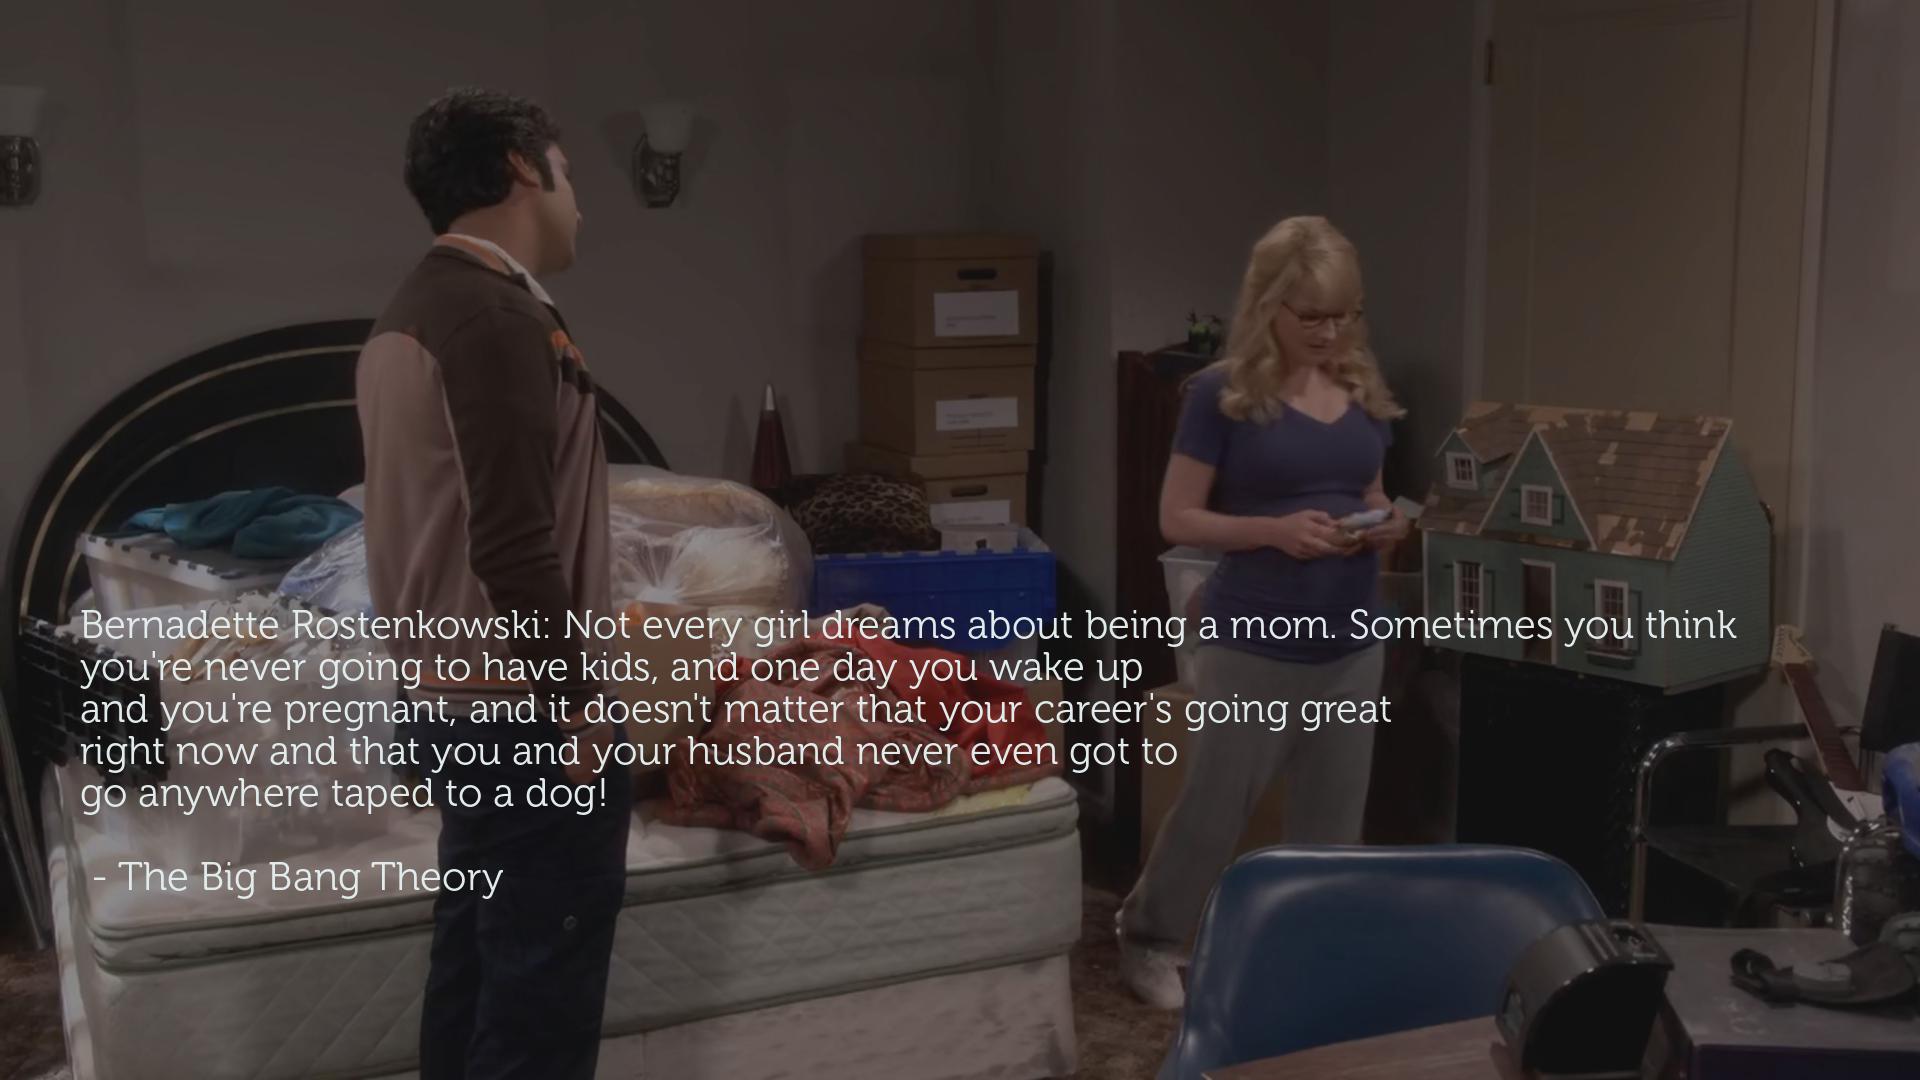 Bernadette Rostenkowski: Not every girl dreams about being a mom. Sometimes you think
you're never going to have kids, and one day you wake up
and you're pregnant, and it doesn't matter that your career's going great
right now and that you and your husband never even got to
go anywhere taped to a dog!
- The Big Bang Theory